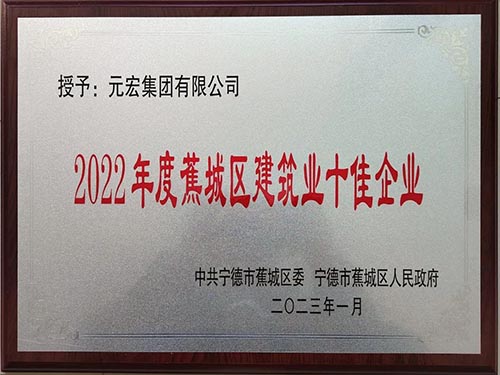 授予：元宏集团有限公司
2022年度蕉城区建筑业十佳企业
中共宁德市蕉城区委 宁德市蕉城区人民政府
二〇二三年一月